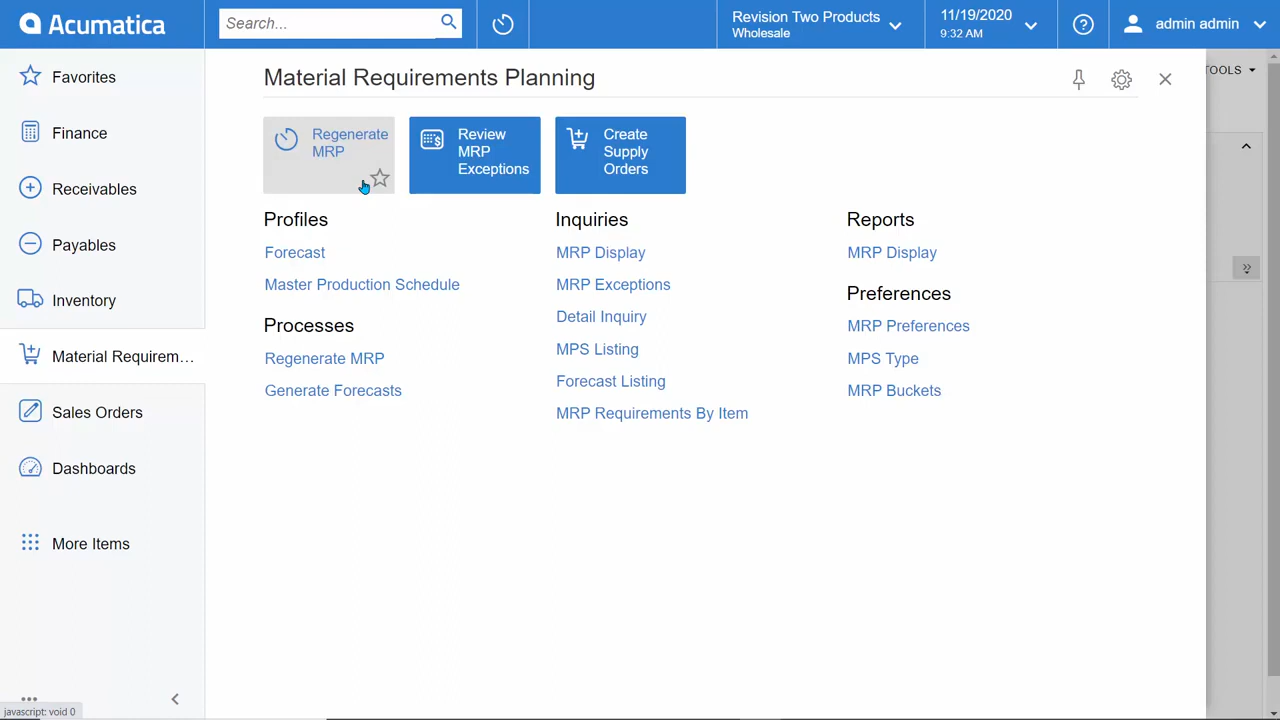 Acumatica
Search...
Revision Two Products
Wholesale
11/19/2020
9:32 AM
admin admin
Favorites
Finance
Receivables
Payables
Inventory
Material Requirem...
Sales Orders
Dashboards
More Items
javascript: void 0
Material Requirements Planning
TOOLS
Regenerate
MRP
Review
MRP
Exceptions
Create
Supply
Orders
Profiles
Forecast
Master Production Schedule
Processes
Regenerate MRP
Generate Forecasts
Inquiries
MRP Display
MRP Exceptions
Detail Inquiry
MPS Listing
Forecast Listing
MRP Requirements By Item
Reports
MRP Display
Preferences
MRP Preferences
MPS Type
MRP Buckets